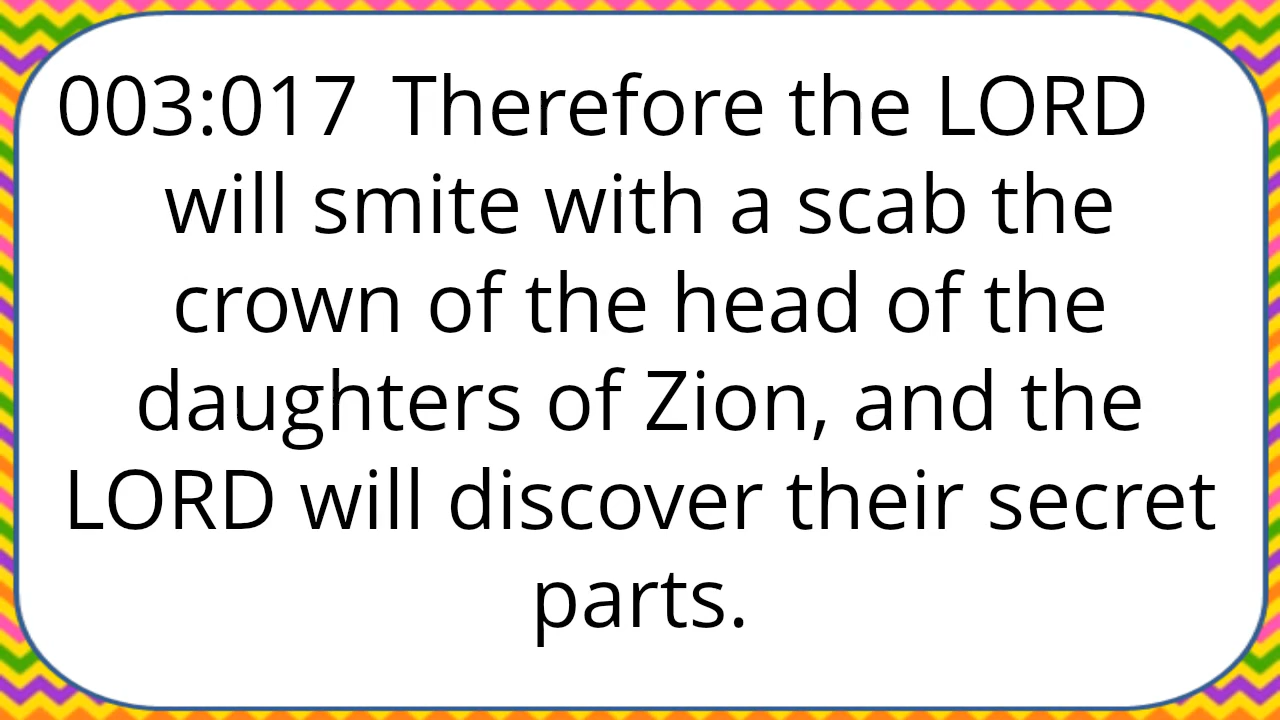 003:017 Therefore the LORD
will smite with a scab the
crown of the head of the
daughters of Zion, and the
LORD will discover their secret
parts.